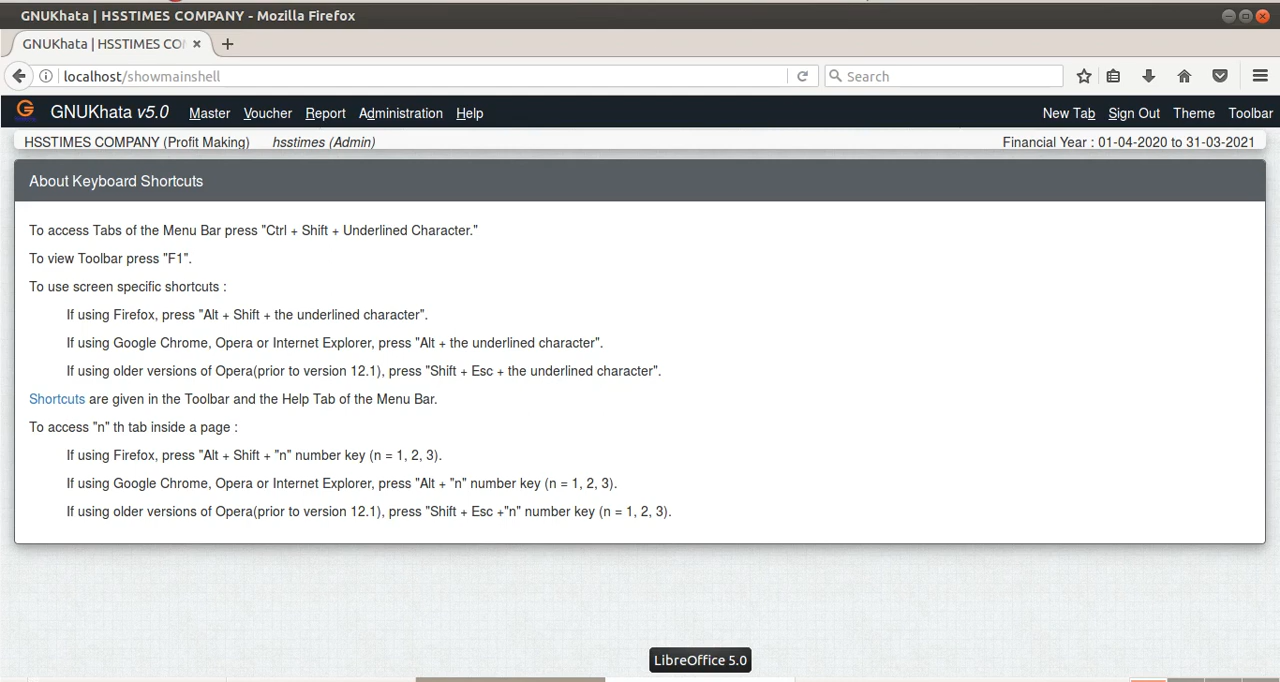 GNUKhata | HSSTIMES COMPANY - Mozilla Firefox
GNUKhata | HSSTIMES CO
localhost/showmainshell
Search
GNUKhata v5.0 Master Voucher Report Administration Help New Tab Sign Out Theme Toolbar
HSSTIMES COMPANY (Profit Making) hsstimes (Admin) Financial Year : 01-04-2020 to 31-03-2021
About Keyboard Shortcuts
To access Tabs of the Menu Bar press "Ctrl + Shift + Underlined Character."
To view Toolbar press "F1".
To use screen specific shortcuts :
If using Firefox, press "Alt + Shift + the underlined character".
If using Google Chrome, Opera or Internet Explorer, press "Alt + the underlined character".
If using older versions of Opera(prior to version 12.1), press "Shift + Esc + the underlined character".
Shortcuts are given in the Toolbar and the Help Tab of the Menu Bar.
To access "n" th tab inside a page :
If using Firefox, press "Alt + Shift + "n" number key (n = 1, 2, 3).
If using Google Chrome, Opera or Internet Explorer, press "Alt + "n" number key (n = 1, 2, 3).
If using older versions of Opera(prior to version 12.1), press "Shift + Esc +"n" number key (n = 1, 2, 3).
LibreOffice 5.0